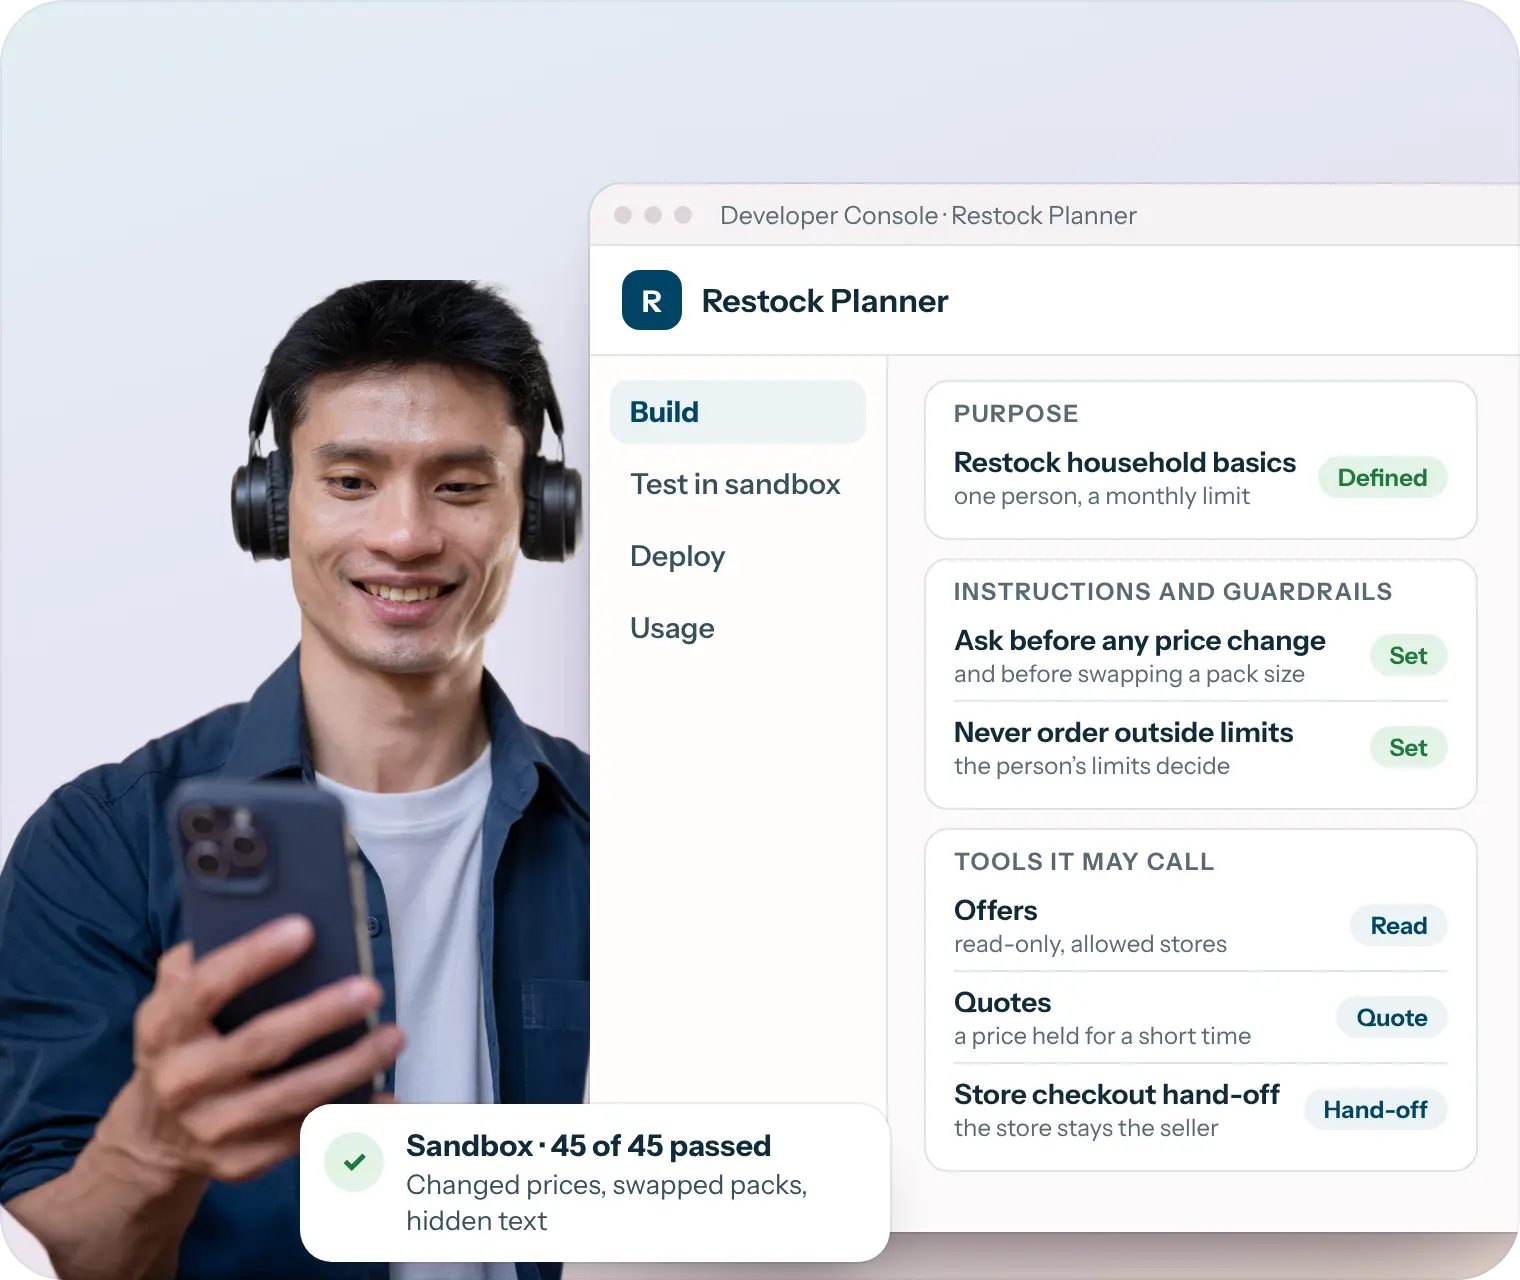 Developer Console · Restock Planner
R
Restock Planner
Build
Test in sandbox
Deploy
Usage
PURPOSE
Restock household basics
one person, a monthly limit
Defined
INSTRUCTIONS AND GUARDRAILS
Ask before any price change
and before swapping a pack size
Set
Never order outside limits
the person’s limits decide
Set
TOOLS IT MAY CALL
Offers
read-only, allowed stores
Read
Quotes
a price held for a short time
Quote
Store checkout hand-off
the store stays the seller
Hand-off
Sandbox · 45 of 45 passed
Changed prices, swapped packs,
hidden text